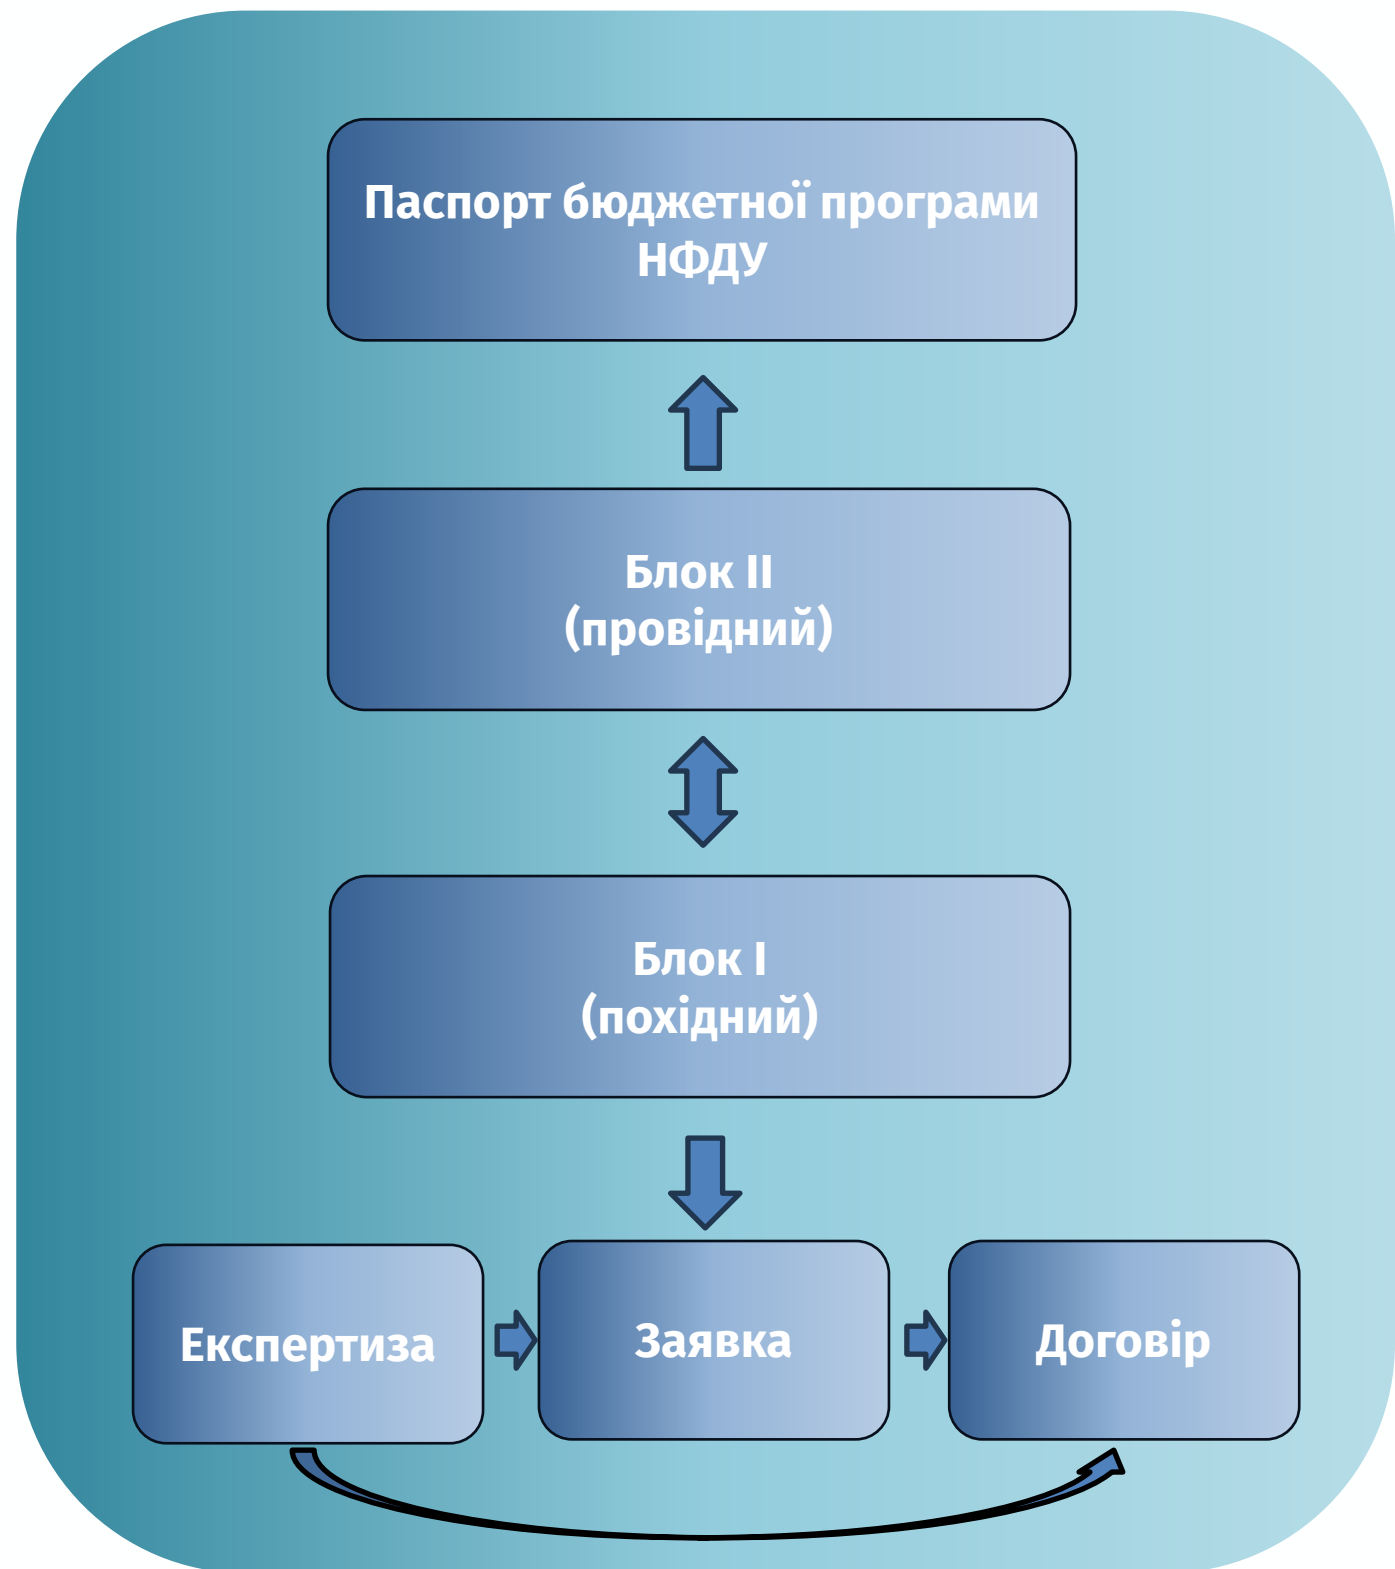 Паспорт бюджетної програми
НФДУ
Блок II
(провідний)
Блок I
(похідний)
Експертиза
Заявка
Договір